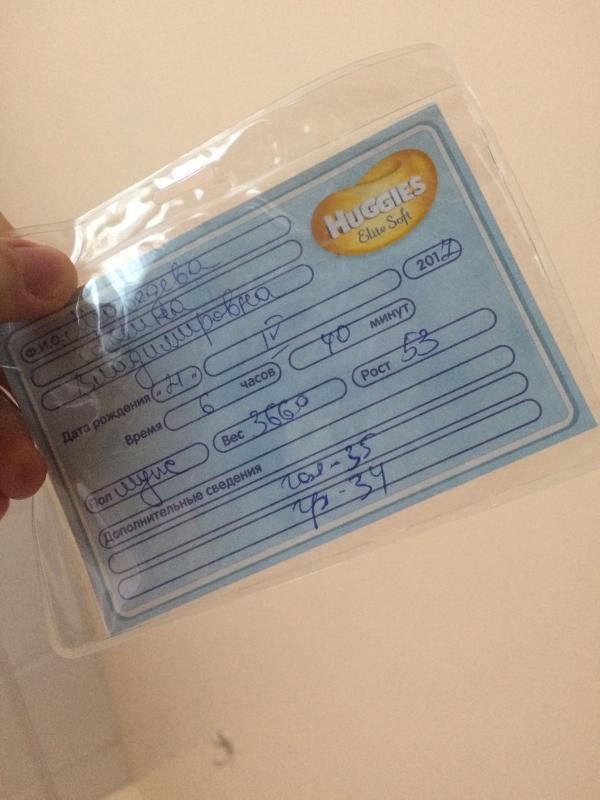 HUGGIES
Elite Soft
Ф.И.О.
Владимировна
Дата рождения "21" IV 2017
Время 6 часов 40 минут
Пол муж Вес 3660 Рост 53
Дополнительные сведения
гол-35
гр-34